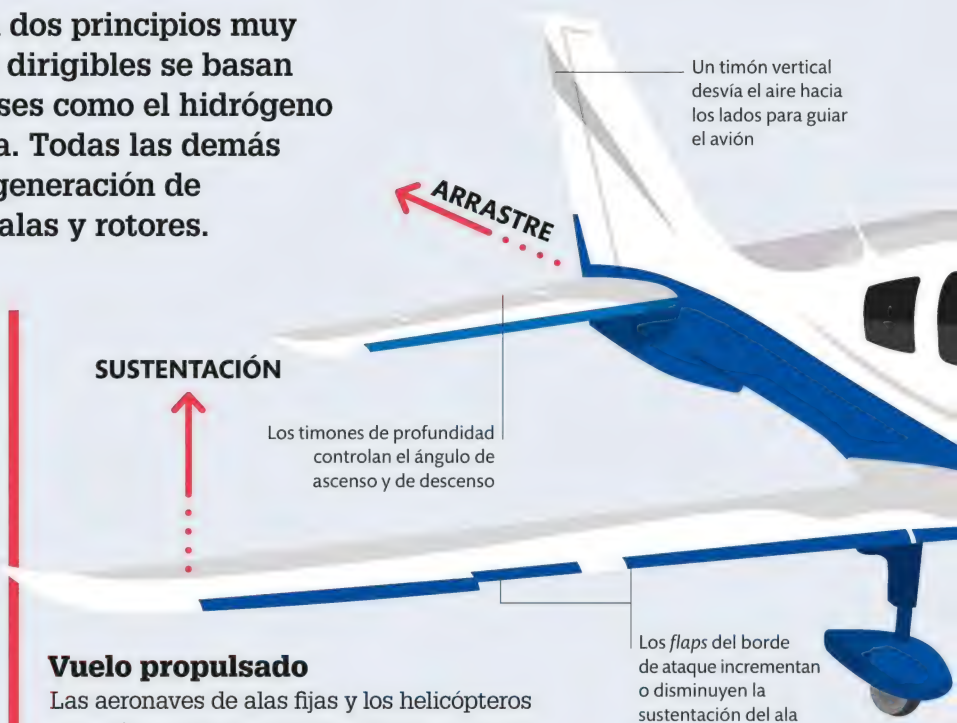 dos principios muy
dirigibles se basan
ses como el hidrógeno
a. Todas las demás
generación de
alas y rotores.
Un timón vertical
desvía el aire hacia
los lados para guiar
el avión
ARRASTRE
SUSTENTACIÓN
Los timones de profundidad
controlan el ángulo de
ascenso y de descenso
Los flaps del borde
de ataque incrementan
o disminuyen la
sustentación del ala
Vuelo propulsado
Las aeronaves de alas fijas y los helicópteros